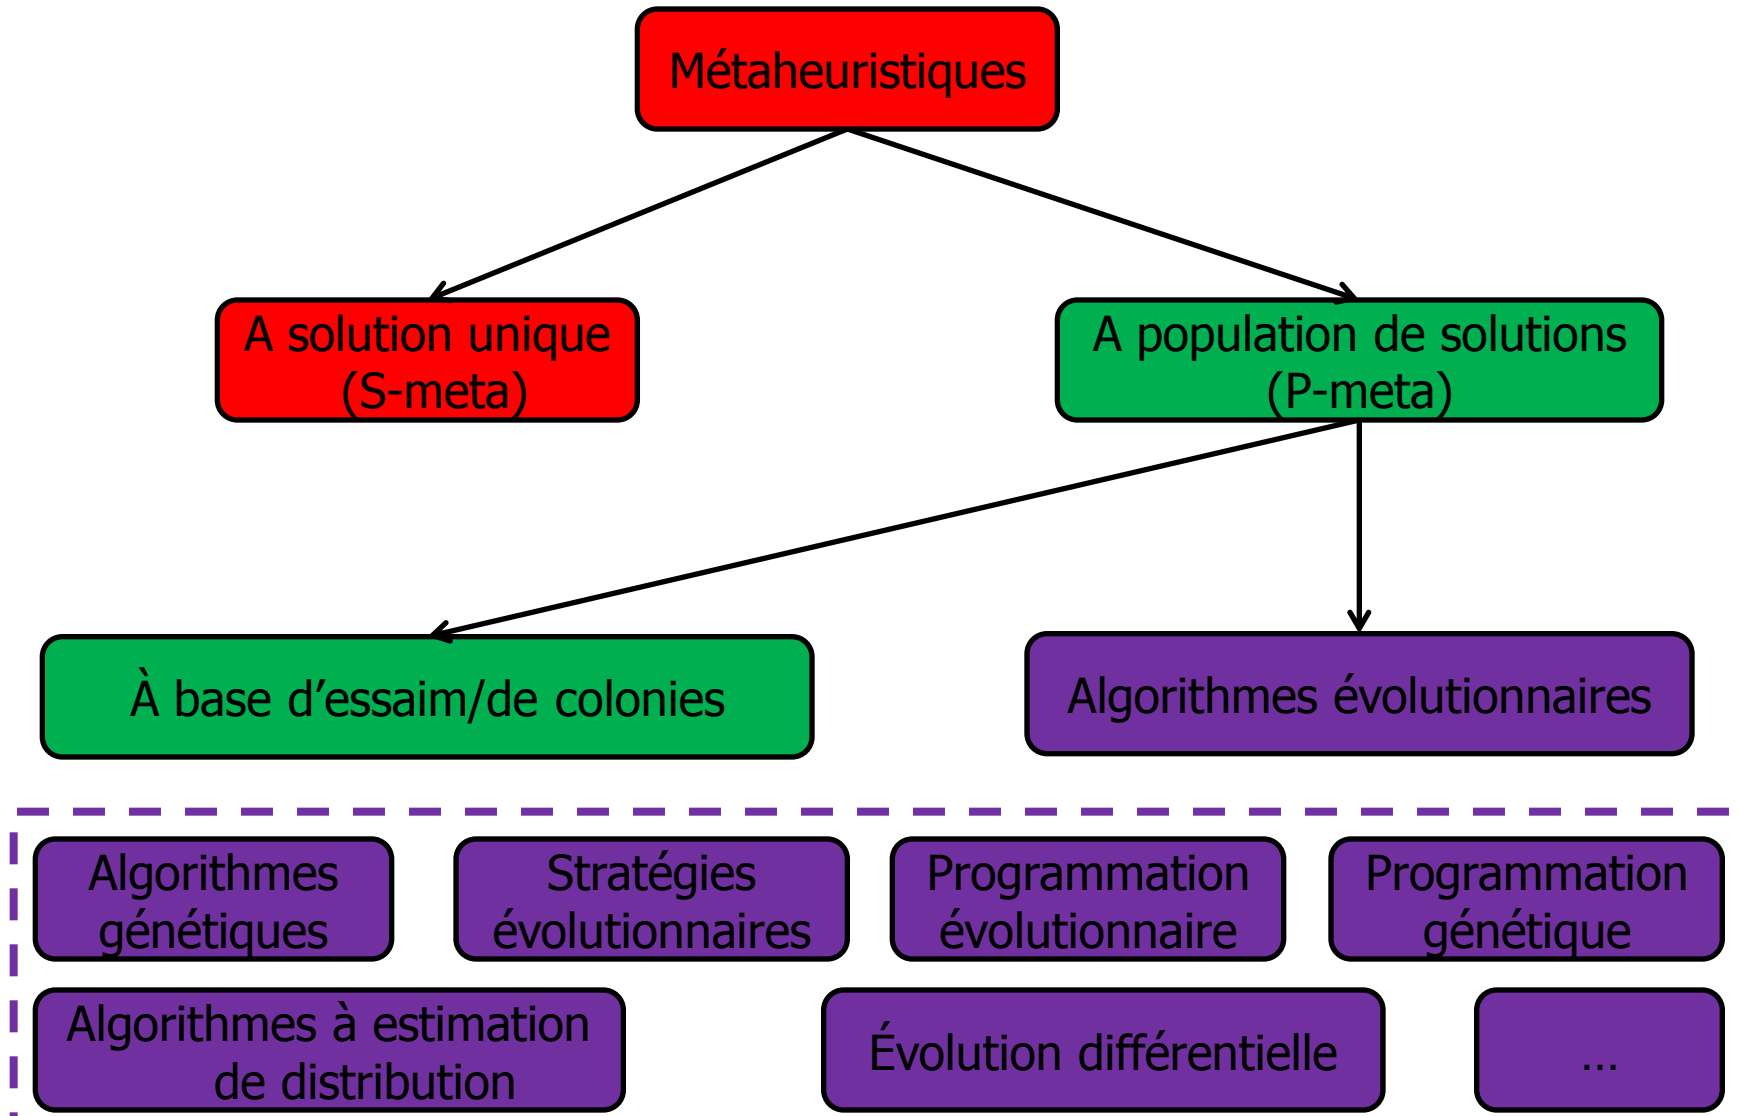 Métaheuristiques
A solution unique
(S-meta)
A population de solutions
(P-meta)
À base d’essaim/de colonies
Algorithmes évolutionnaires
Algorithmes
génétiques
Stratégies
évolutionnaires
Programmation
évolutionnaire
Programmation
génétique
Algorithmes à estimation
de distribution
Évolution différentielle
...